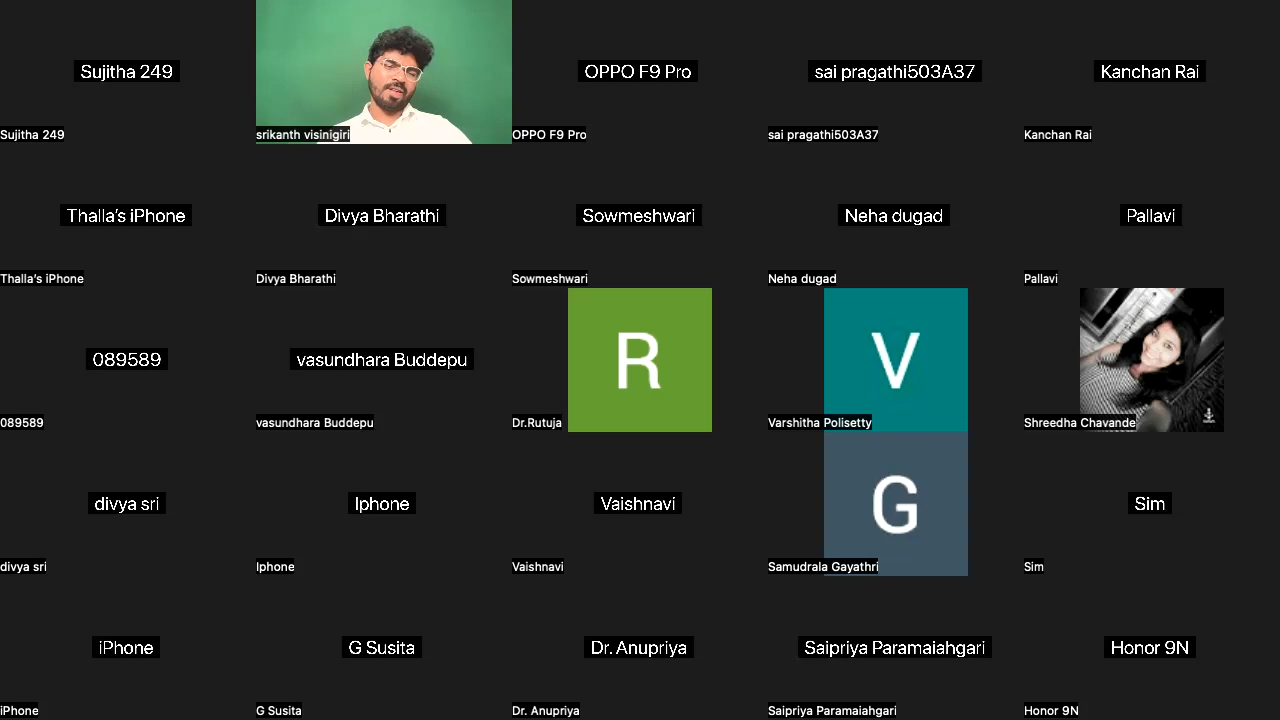 Sujitha 249
OPPO F9 Pro
sai pragathi503A37
Kanchan Rai
Sujitha 249
srikanth visinigiri
OPPO F9 Pro
sai pragathi503A37
Kanchan Rai
Thalla’s iPhone
Divya Bharathi
Sowmeshwari
Neha dugad
Pallavi
Thalla’s iPhone
Divya Bharathi
Sowmeshwari
Neha dugad
Pallavi
089589
vasundhara Buddepu
R
V
089589
vasundhara Buddepu
Dr.Rutuja
Varshitha Polisetty
Shreedha Chavande
divya sri
Iphone
Vaishnavi
G
Sim
divya sri
Iphone
Vaishnavi
Samudrala Gayathri
Sim
iPhone
G Susita
Dr. Anupriya
Saipriya Paramaiahgari
Honor 9N
iPhone
G Susita
Dr. Anupriya
Saipriya Paramaiahgari
Honor 9N